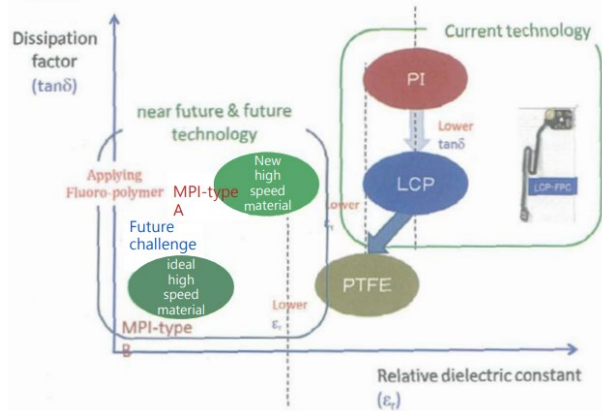 Dissipation
factor
(tanδ)
Current technology
PI
Lower
tanδ
LCP
LCP-FPC
near future & future
technology
Applying
Fluoro-polymer
MPI-type
A
New
high
speed
material
Lower
εr
Future
challenge
ideal
high
speed
material
PTFE
Lower
εr
MPI-type
B
Relative dielectric constant
(εr)